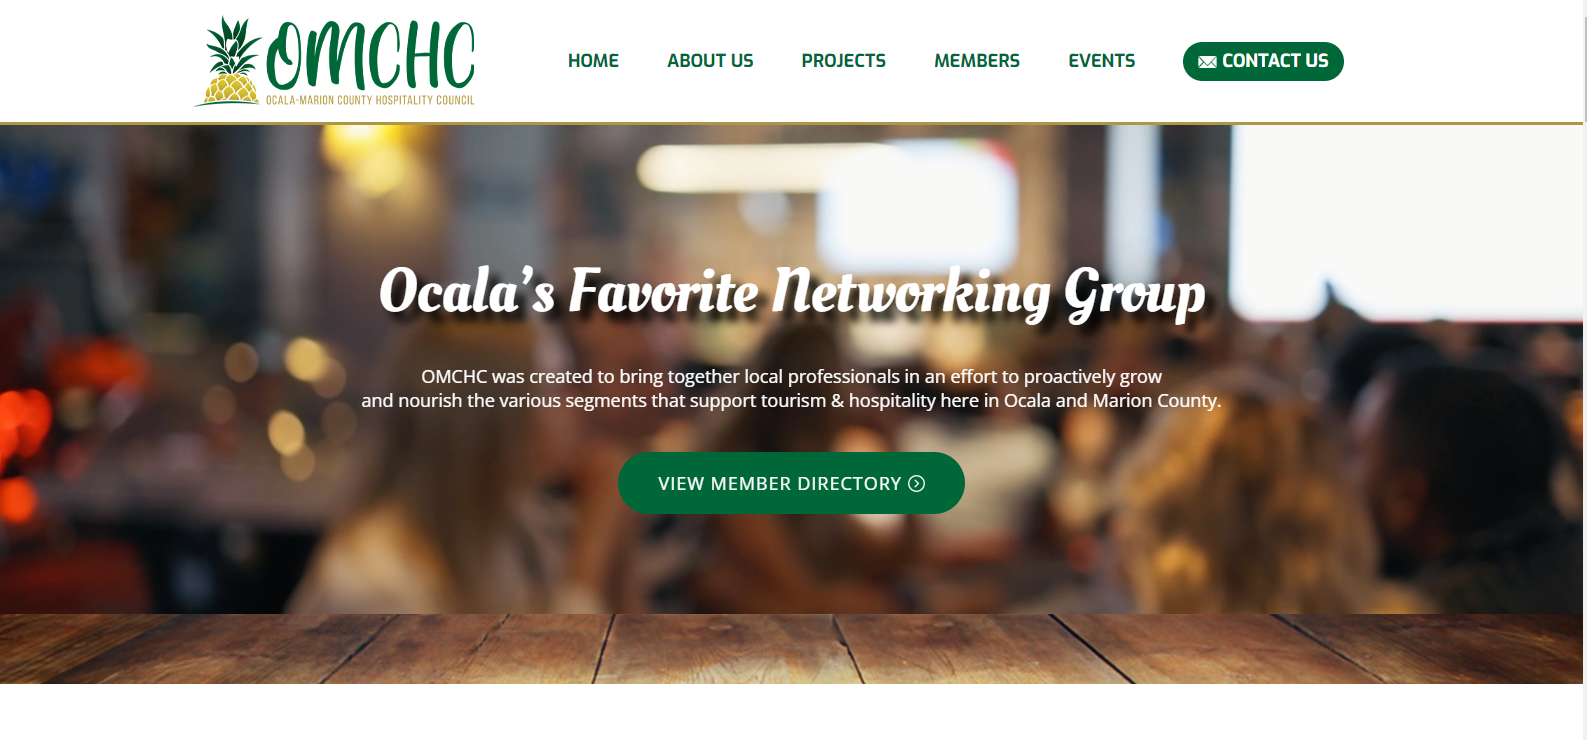 OMCHC
OCALA-MARION COUNTY HOSPITALITY COUNCIL
HOME
ABOUT US
PROJECTS
MEMBERS
EVENTS
CONTACT US
Ocala's Favorite Networking Group
OMCHC was created to bring together local professionals in an effort to proactively grow
and nourish the various segments that support tourism & hospitality here in Ocala and Marion County.
VIEW MEMBER DIRECTORY